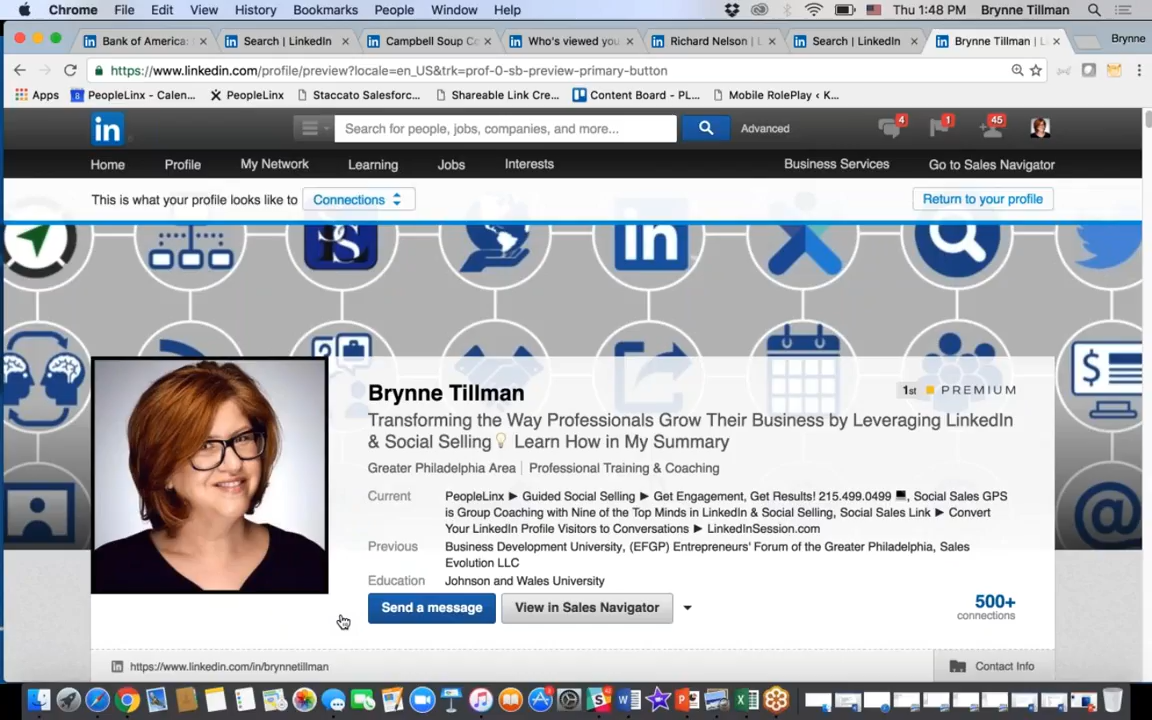 Chrome File Edit View History Bookmarks People Window Help Thu 1:48 PM Brynne Tillman
Bank of America: Search | LinkedIn Campbell Soup C Who's viewed you Richard Nelson | L Search | LinkedIn Brynne Tillman | L Brynne
https://www.linkedin.com/profile/preview?locale=en_US&trk=prof-0-sb-preview-primary-button
Apps 8 PeopleLinx - Calen... PeopleLinx Staccato Salesforc... Shareable Link Cre... Content Board - PL... Mobile RolePlay < K...
in Search for people, jobs, companies, and more... Advanced 4 1 45
Home Profile My Network Learning Jobs Interests Business Services Go to Sales Navigator
This is what your profile looks like to Connections Return to your profile
in
Brynne Tillman 1st PREMIUM
Transforming the Way Professionals Grow Their Business by Leveraging LinkedIn
& Social Selling💡 Learn How in My Summary
Greater Philadelphia Area | Professional Training & Coaching
Current PeopleLinx ► Guided Social Selling ► Get Engagement, Get Results! 215.499.0499 💻, Social Sales GPS
is Group Coaching with Nine of the Top Minds in LinkedIn & Social Selling, Social Sales Link ► Convert
Your LinkedIn Profile Visitors to Conversations ► LinkedInSession.com
Previous Business Development University, (EFGP) Entrepreneurs' Forum of the Greater Philadelphia, Sales
Evolution LLC
Education Johnson and Wales University
Send a message View in Sales Navigator 500+
connections
https://www.linkedin.com/in/brynnetillman Contact Info